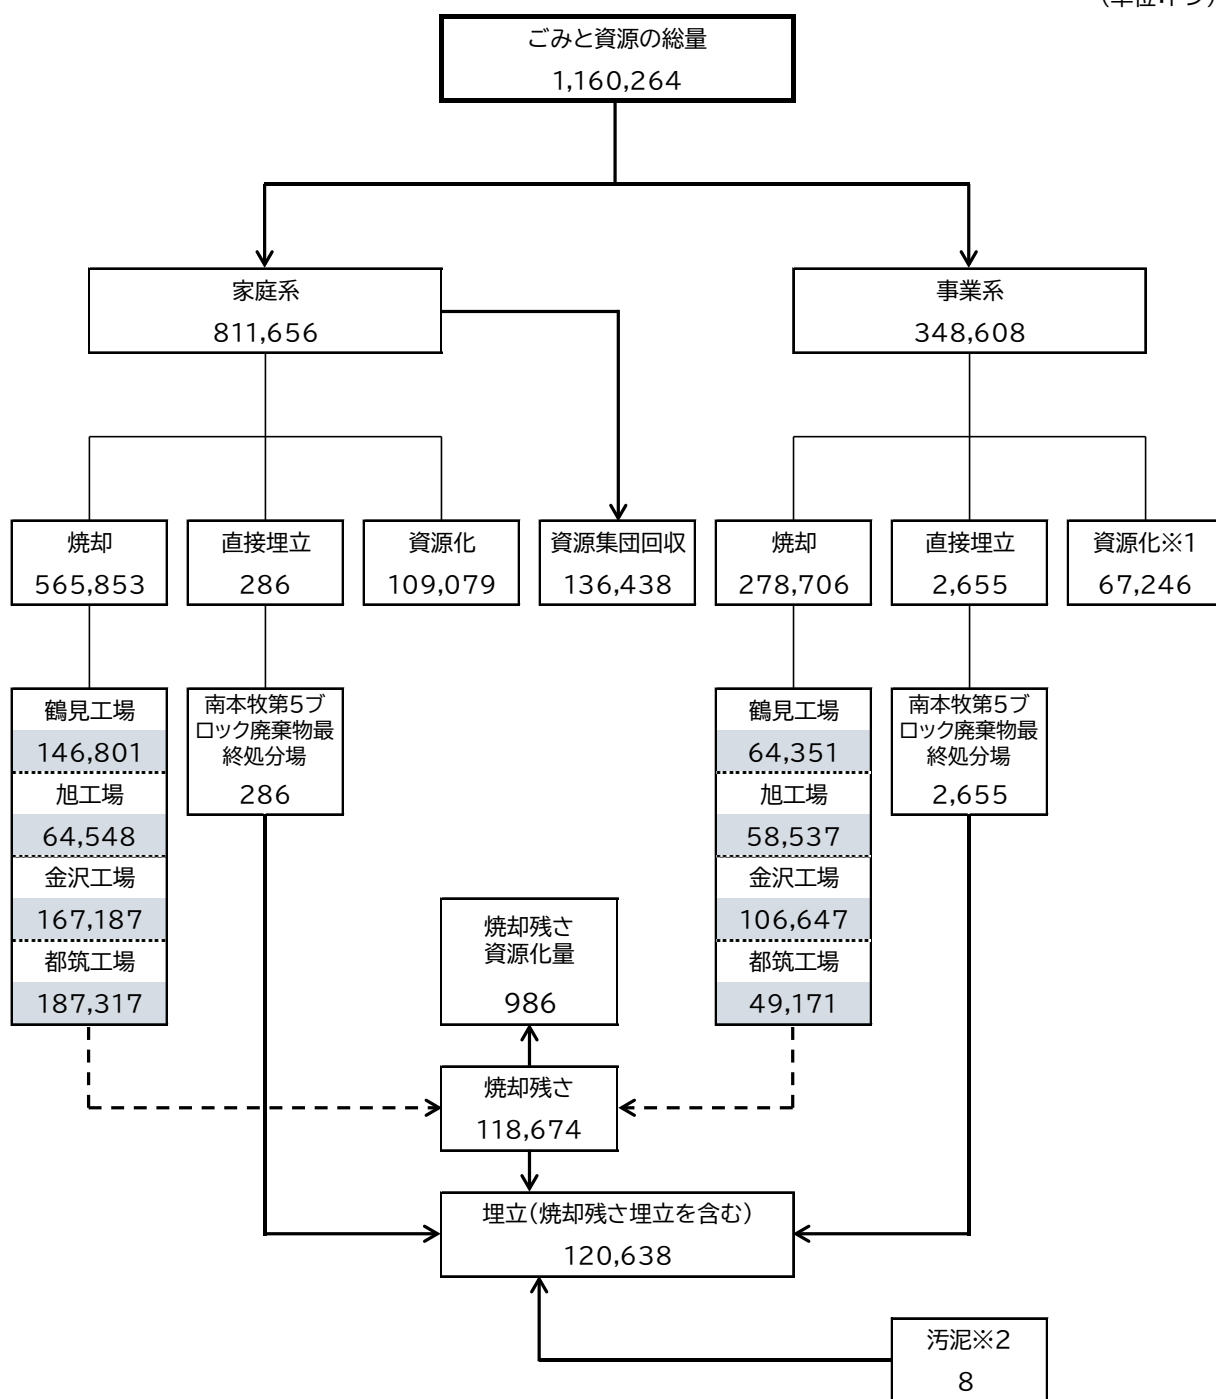 (単位:トン)
ごみと資源の総量
1,160,264
家庭系
811,656
事業系
348,608
焼却
565,853
直接埋立
286
資源化
109,079
資源集団回収
136,438
焼却
278,706
直接埋立
2,655
資源化※1
67,246
鶴見工場
146,801
旭工場
64,548
金沢工場
167,187
都筑工場
187,317
南本牧第5ブ
ロック廃棄物最
終処分場
286
鶴見工場
64,351
旭工場
58,537
金沢工場
106,647
都筑工場
49,171
南本牧第5ブ
ロック廃棄物最
終処分場
2,655
焼却残さ
資源化量
986
焼却残さ
118,674
埋立(焼却残さ埋立を含む)
120,638
汚泥※2
8